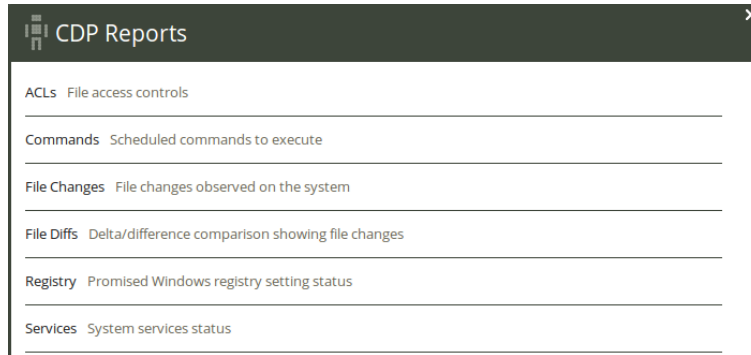 CDP Reports
ACLs File access controls
Commands Scheduled commands to execute
File Changes File changes observed on the system
File Diffs Delta/difference comparison showing file changes
Registry Promised Windows registry setting status
Services System services status